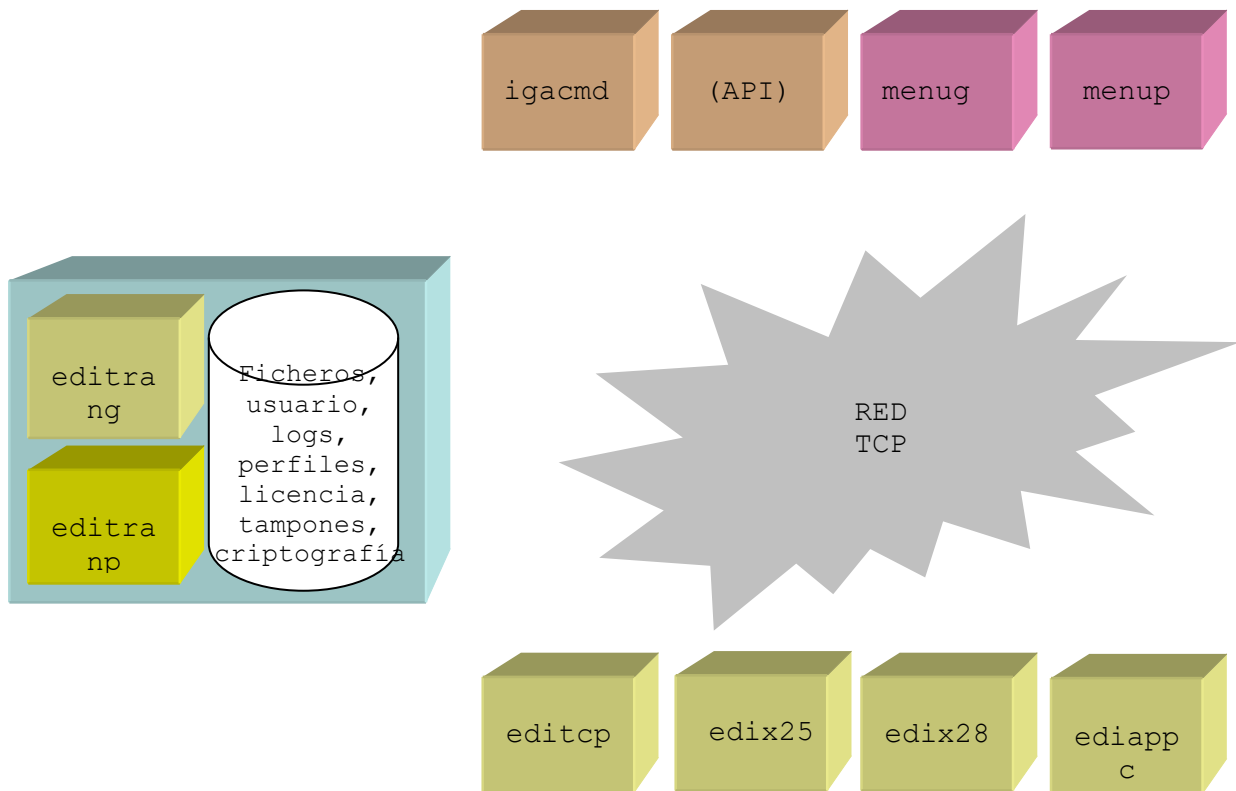 igacmd
(API)
menug
menup
editra
ng
editra
np
Ficheros,
usuario,
logs,
perfiles,
licencia,
tampones,
criptografía
RED
TCP
editcp
edix25
edix28
ediapp
c